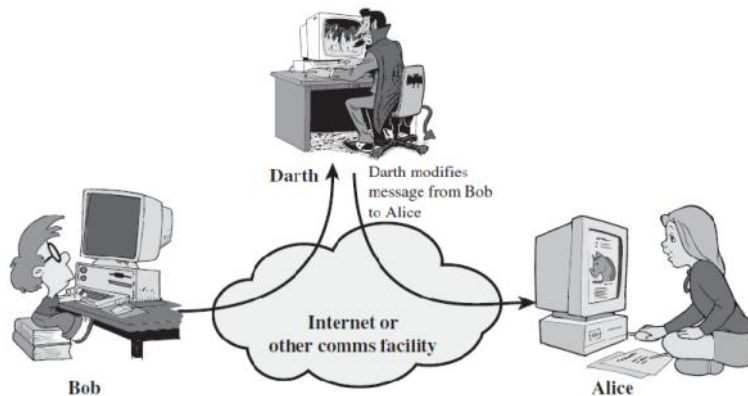 Darth
Darth modifies
message from Bob
to Alice
Internet or
other comms facility
Bob
Alice